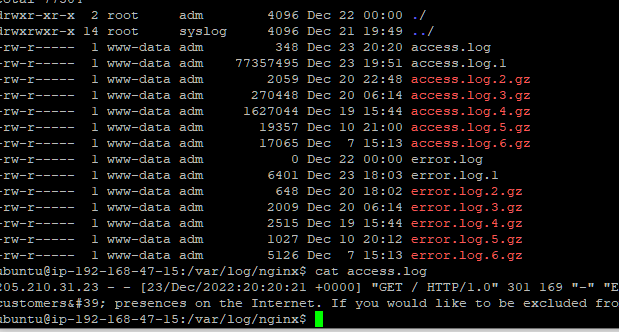 drwxr-xr-x 2 root adm 4096 Dec 22 00:00 ./
drwxrwxr-x 14 root syslog 4096 Dec 21 19:49 ../
-rw-r----- 1 www-data adm 348 Dec 23 20:20 access.log
-rw-r----- 1 www-data adm 77357495 Dec 23 19:51 access.log.1
-rw-r----- 1 www-data adm 2059 Dec 20 22:48 access.log.2.gz
-rw-r----- 1 www-data adm 270448 Dec 20 06:14 access.log.3.gz
-rw-r----- 1 www-data adm 1627044 Dec 19 15:44 access.log.4.gz
-rw-r----- 1 www-data adm 19357 Dec 10 21:00 access.log.5.gz
-rw-r----- 1 www-data adm 17065 Dec 7 15:13 access.log.6.gz
-rw-r----- 1 www-data adm 0 Dec 22 00:00 error.log
-rw-r----- 1 www-data adm 6401 Dec 23 18:03 error.log.1
-rw-r----- 1 www-data adm 648 Dec 20 18:02 error.log.2.gz
-rw-r----- 1 www-data adm 2009 Dec 20 06:14 error.log.3.gz
-rw-r----- 1 www-data adm 2515 Dec 19 15:44 error.log.4.gz
-rw-r----- 1 www-data adm 1027 Dec 10 20:12 error.log.5.gz
-rw-r----- 1 www-data adm 5126 Dec 7 15:13 error.log.6.gz
ubuntu@ip-192-168-47-15:/var/log/nginx$ cat access.log
205.210.31.23 - - [23/Dec/2022:20:20:21 +0000] "GET / HTTP/1.0" 301 169 "-" "E
customers&#39; presences on the Internet. If you would like to be excluded fro
ubuntu@ip-192-168-47-15:/var/log/nginx$